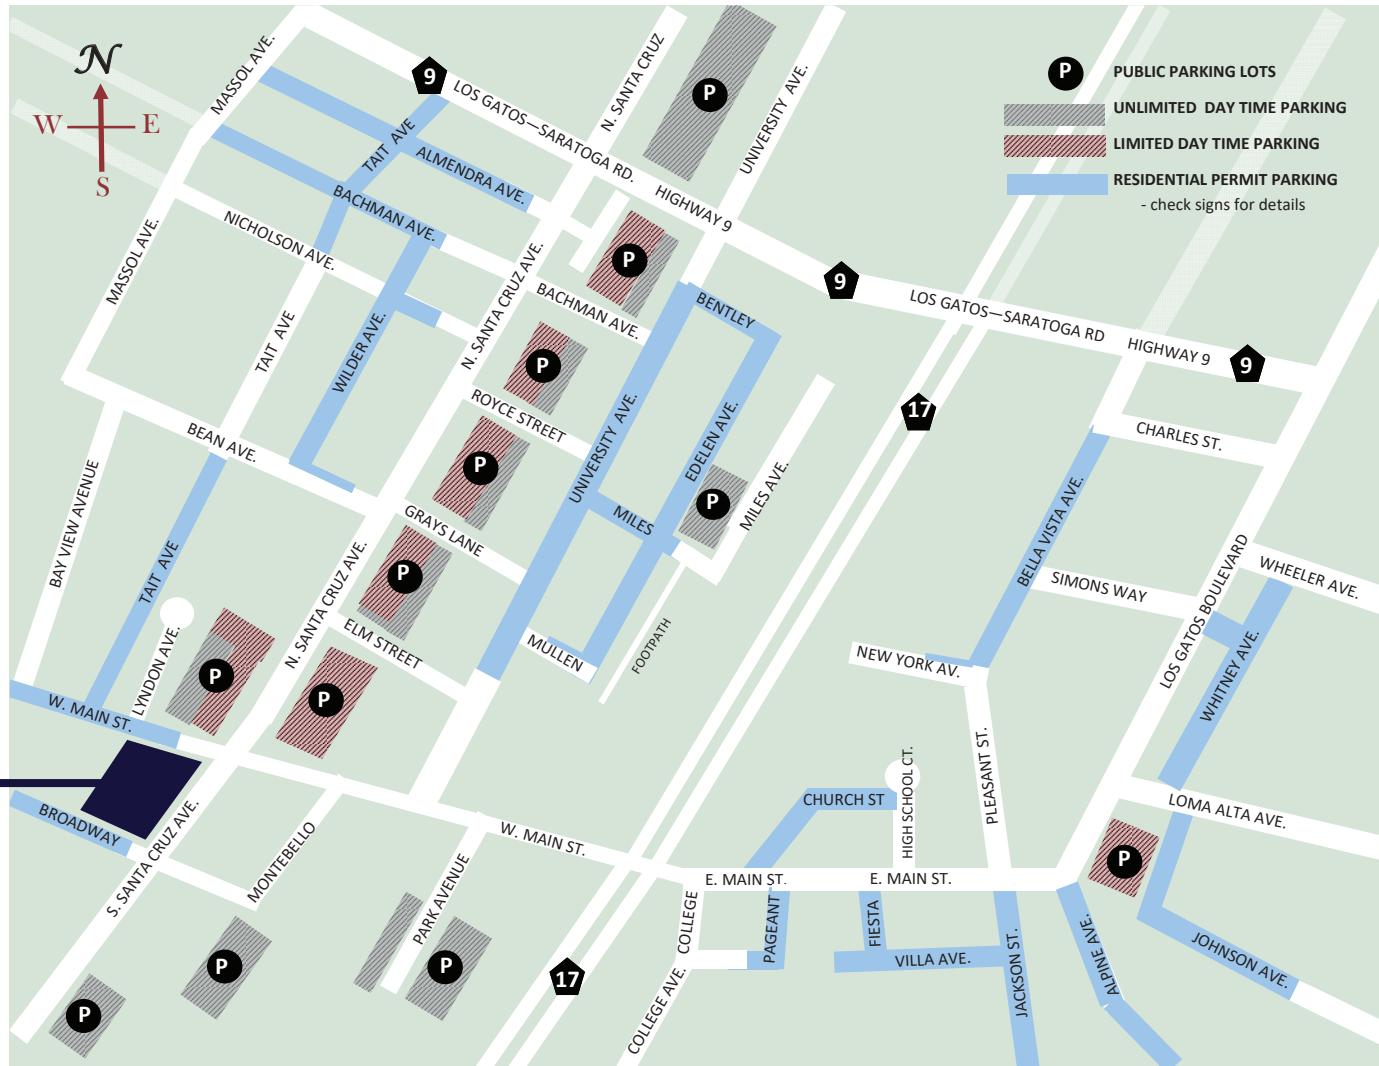 N
W
E
S
MASSOL AVE.
9
LOS GATOS—SARATOGA RD.
HIGHWAY 9
N. SANTA CRUZ
P
UNIVERSITY AVE.
P
PUBLIC PARKING LOTS
UNLIMITED DAY TIME PARKING
LIMITED DAY TIME PARKING
RESIDENTIAL PERMIT PARKING
- check signs for details
TAIT AVE
ALMENDRA AVE.
BACHMAN AVE.
NICHOLSON AVE.
MASSOL AVE.
N. SANTA CRUZ AVE.
P
BACHMAN AVE.
BENTLEY
9
LOS GATOS—SARATOGA RD
HIGHWAY 9
9
TAIT AVE
WILDER AVE.
P
ROYCE STREET
UNIVERSITY AVE.
EDELEN AVE.
17
CHARLES ST.
BEAN AVE.
P
P
MILES AVE.
MILES
GRAYS LANE
BAY VIEW AVENUE
TAIT AVE
N. SANTA CRUZ AVE.
P
BELLA VISTA AVE.
SIMONS WAY
LOS GATOS BOULEVARD
WHEELER AVE.
WHITNEY AVE.
LYNDON AVE.
P
ELM STREET
MULLEN
FOOTPATH
NEW YORK AV.
P
W. MAIN ST.
PLEASANT ST.
HIGH SCHOOL CT.
CHURCH ST
LOMA ALTA AVE.
BROADWAY
S. SANTA CRUZ AVE.
MONTEBELLO
W. MAIN ST.
P
E. MAIN ST.
E. MAIN ST.
PARK AVENUE
COLLEGE
PAGEANT
FIESTA
VILLA AVE.
JACKSON ST.
ALPINE AVE.
JOHNSON AVE.
P
P
17
P
COLLEGE AVE.